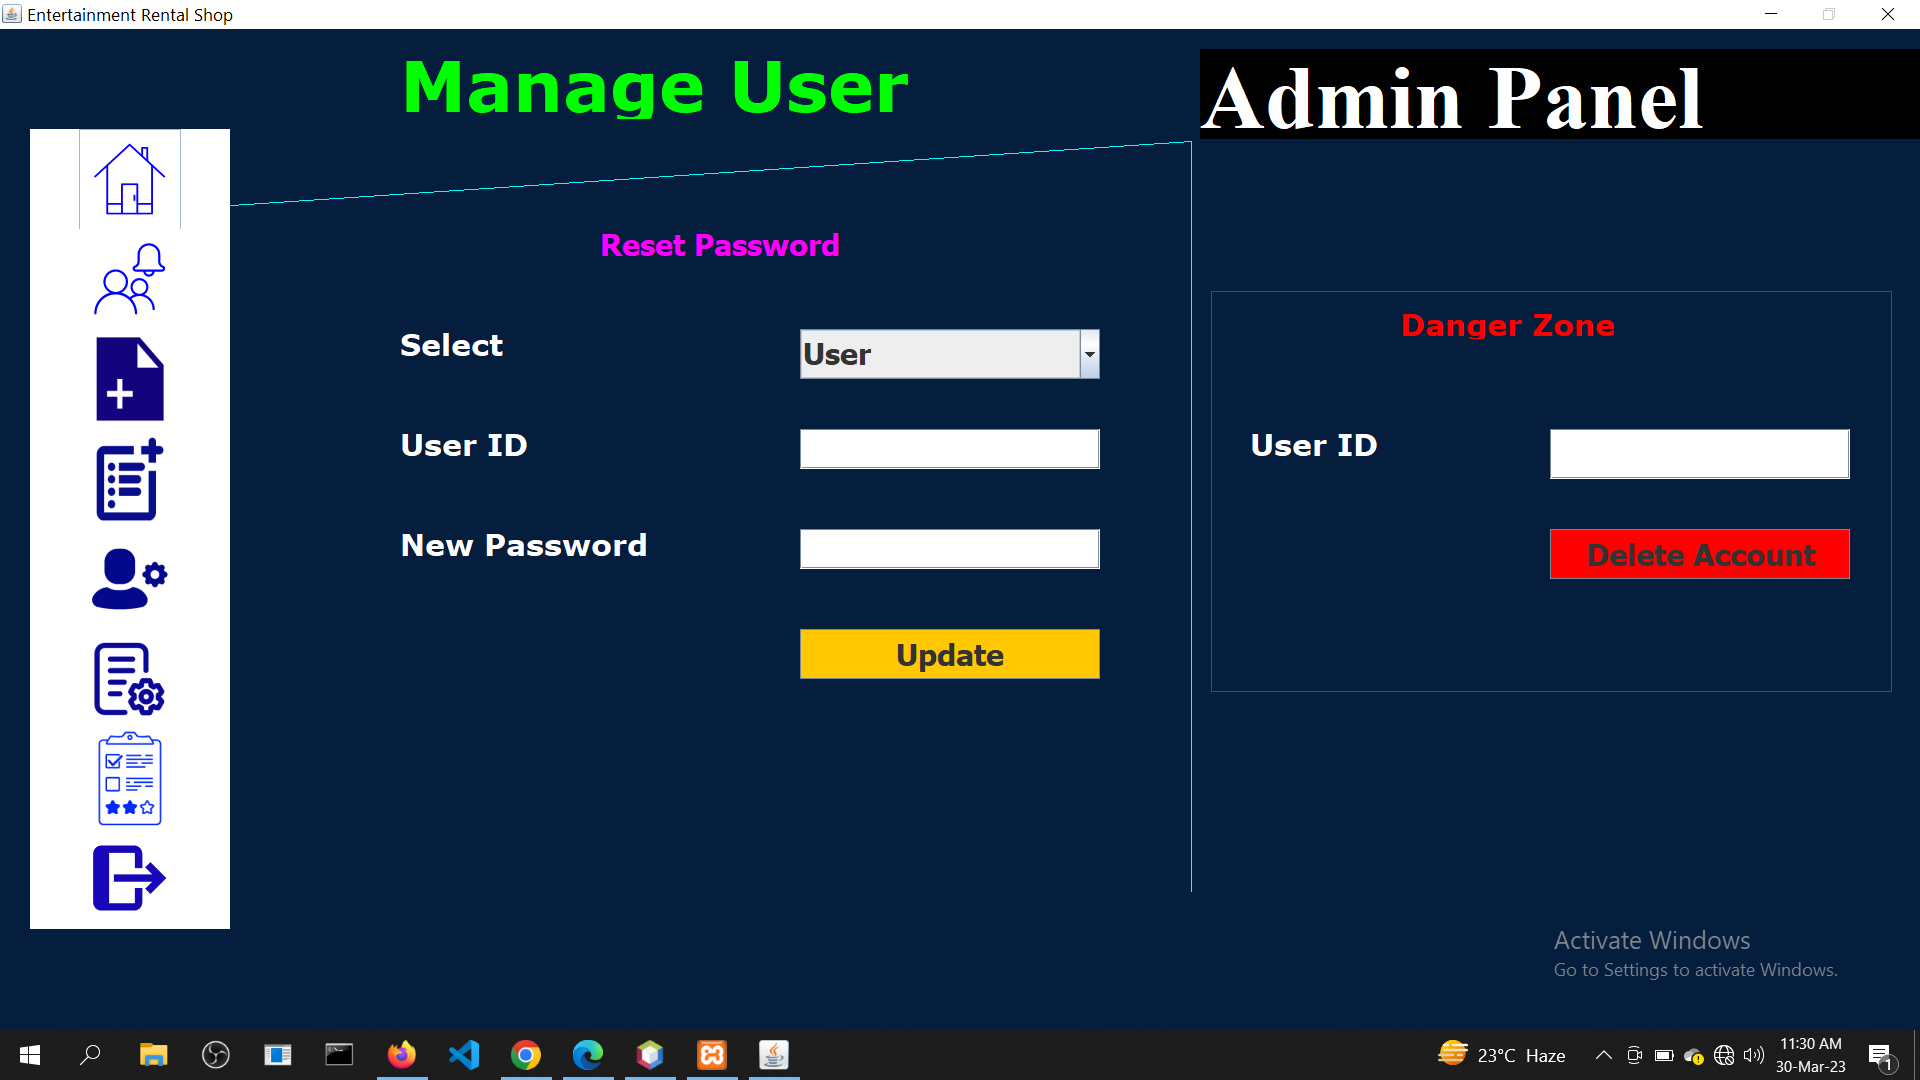 Entertainment Rental Shop
Manage User
Admin Panel
Reset Password
Select
User
User ID
New Password
Update
Danger Zone
User ID
Delete Account
Activate Windows
Go to Settings to activate Windows.
23°C Haze
11:30 AM
30-Mar-23
1